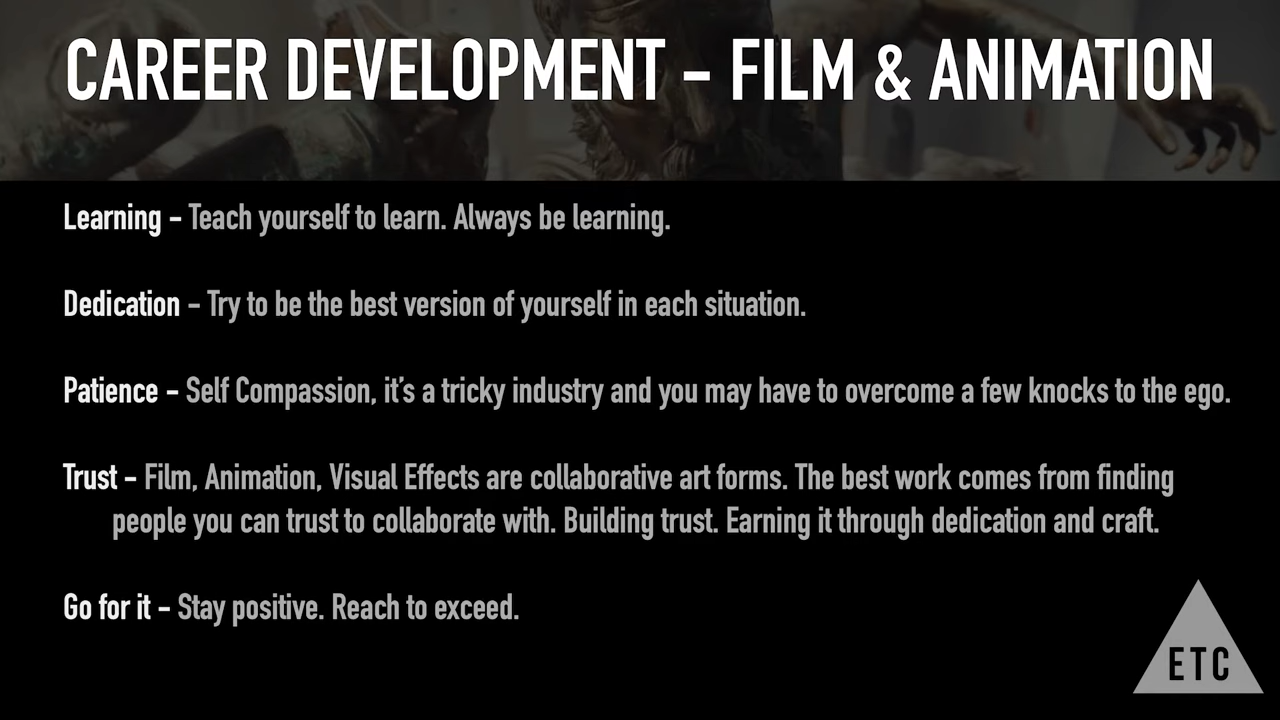 CAREER DEVELOPMENT – FILM & ANIMATION
Learning – Teach yourself to learn. Always be learning.
Dedication – Try to be the best version of yourself in each situation.
Patience – Self Compassion, it’s a tricky industry and you may have to overcome a few knocks to the ego.
Trust – Film, Animation, Visual Effects are collaborative art forms. The best work comes from finding
people you can trust to collaborate with. Building trust. Earning it through dedication and craft.
Go for it – Stay positive. Reach to exceed.
ETC